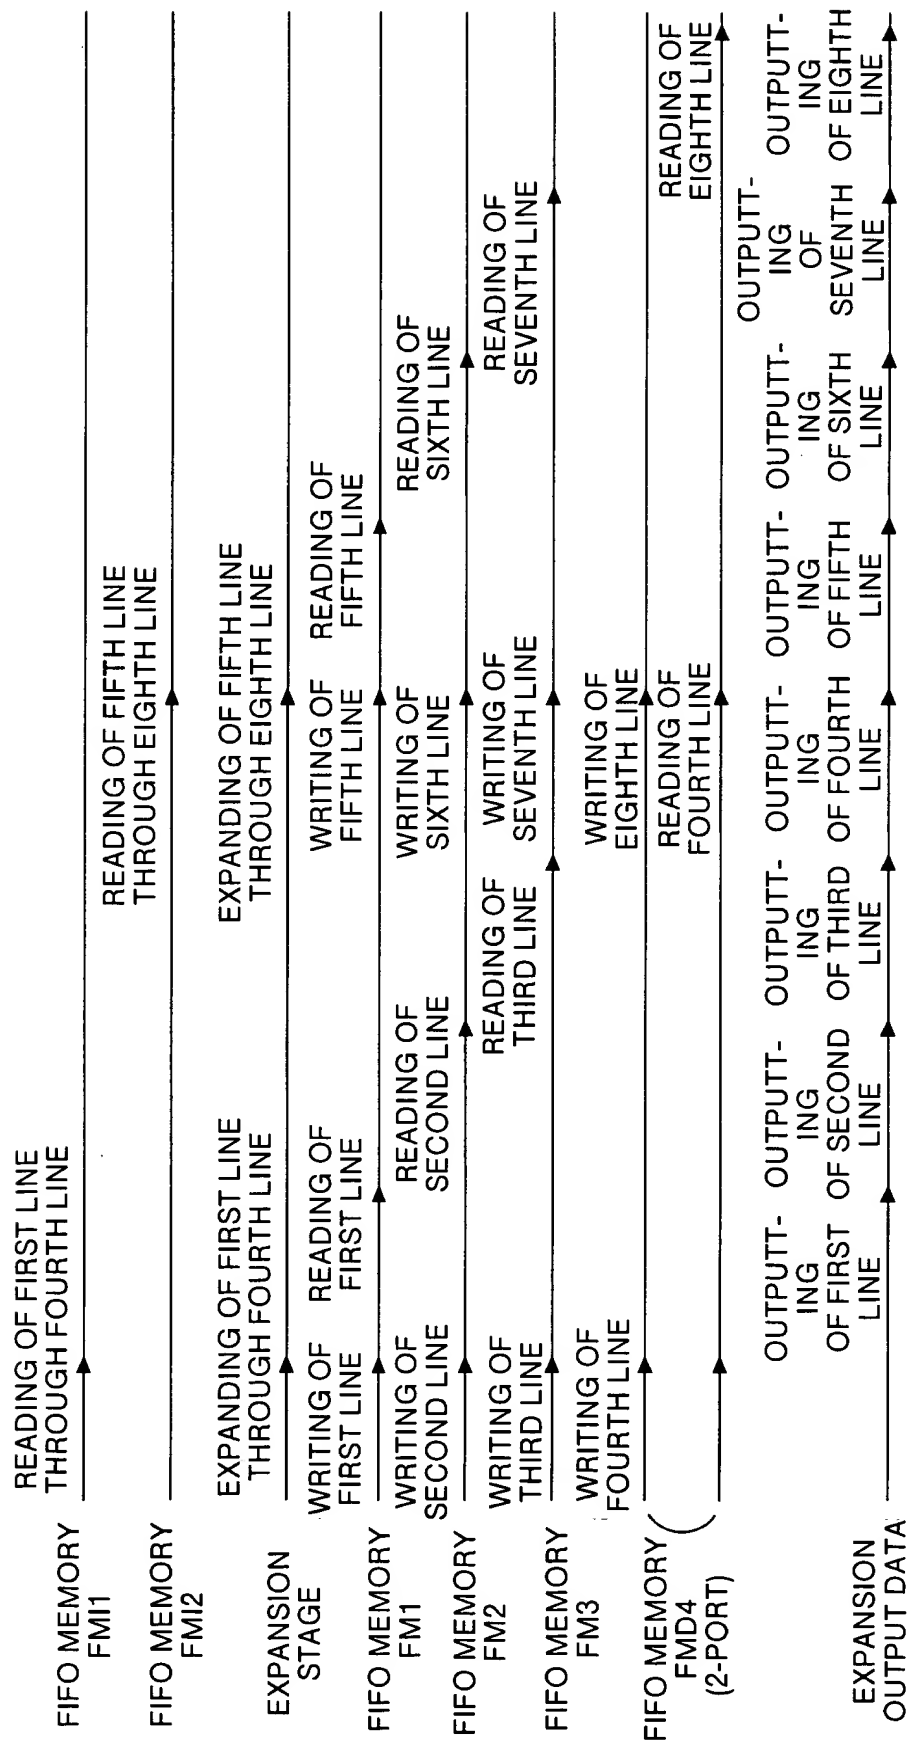 FIFO MEMORY
FMI1
READING OF FIRST LINE
THROUGH FOURTH LINE
FIFO MEMORY
FMI2
READING OF FIFTH LINE
THROUGH EIGHTH LINE
EXPANSION
STAGE
EXPANDING OF FIRST LINE
THROUGH FOURTH LINE
EXPANDING OF FIFTH LINE
THROUGH EIGHTH LINE
FIFO MEMORY
FM1
WRITING OF
FIRST LINE
READING OF
FIRST LINE
WRITING OF
FIFTH LINE
READING OF
FIFTH LINE
FIFO MEMORY
FM2
WRITING OF
SECOND LINE
READING OF
SECOND LINE
WRITING OF
SIXTH LINE
READING OF
SIXTH LINE
FIFO MEMORY
FM3
WRITING OF
THIRD LINE
READING OF
THIRD LINE
WRITING OF
SEVENTH LINE
READING OF
SEVENTH LINE
FIFO MEMORY
FMD4
(2-PORT)
WRITING OF
FOURTH LINE
WRITING OF
EIGHTH LINE
READING OF
FOURTH LINE
READING OF
EIGHTH LINE
EXPANSION
OUTPUT DATA
OUTPUTT-
ING
OF FIRST
LINE
OUTPUTT-
ING
OF SECOND
LINE
OUTPUTT-
ING
OF THIRD
LINE
OUTPUTT-
ING
OF FOURTH
LINE
OUTPUTT-
ING
OF FIFTH
LINE
OUTPUTT-
ING
OF SIXTH
LINE
OUTPUTT-
ING
OF
SEVENTH
LINE
OUTPUTT-
ING
OF EIGHTH
LINE